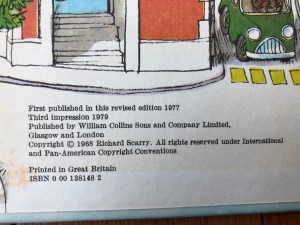 First published in this revised edition 1977
Third impression 1979
Published by William Collins Sons and Company Limited,
Glasgow and London
Copyright © 1968 Richard Scarry. All rights reserved under International
and Pan-American Copyright Conventions
Printed in Great Britain
ISBN 0 00 138148 2